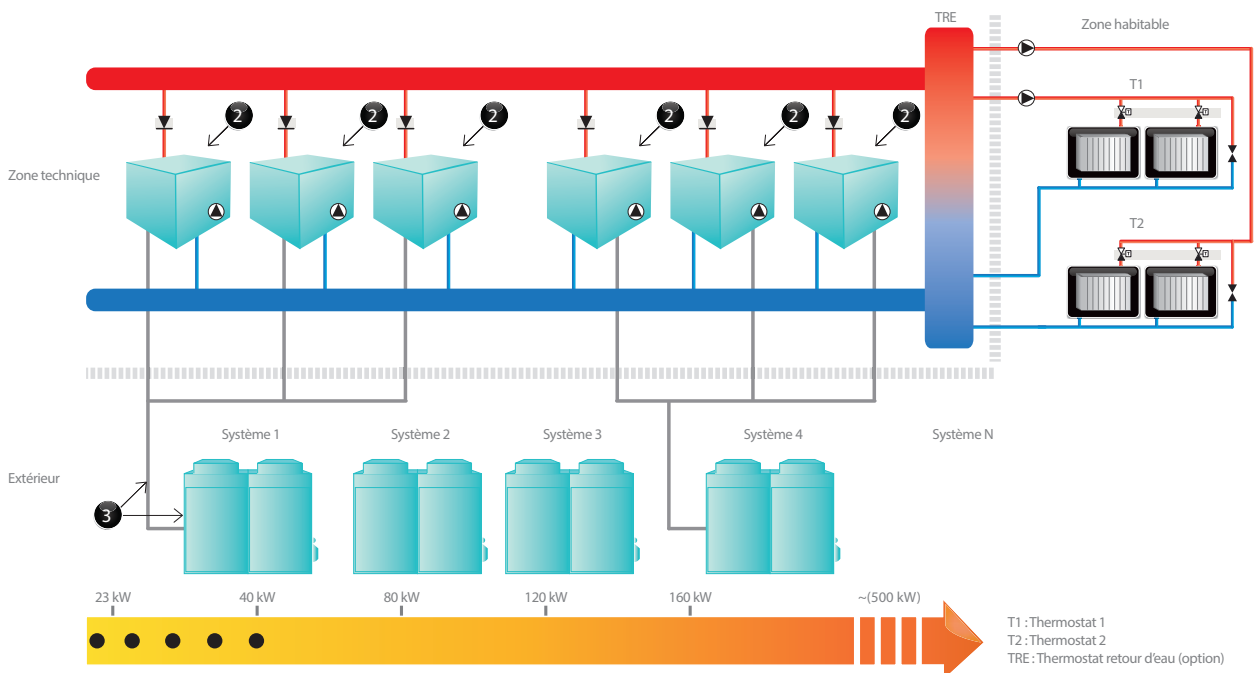 TRE
Zone habitable
T1
2 2 2 2 2 2
Zone technique
T2
Système 1 Système 2 Système 3 Système 4 Système N
Extérieur
3
23 kW 40 kW 80 kW 120 kW 160 kW ~(500 kW)
T1 : Thermostat 1
T2 : Thermostat 2
TRE : Thermostat retour d'eau (option)